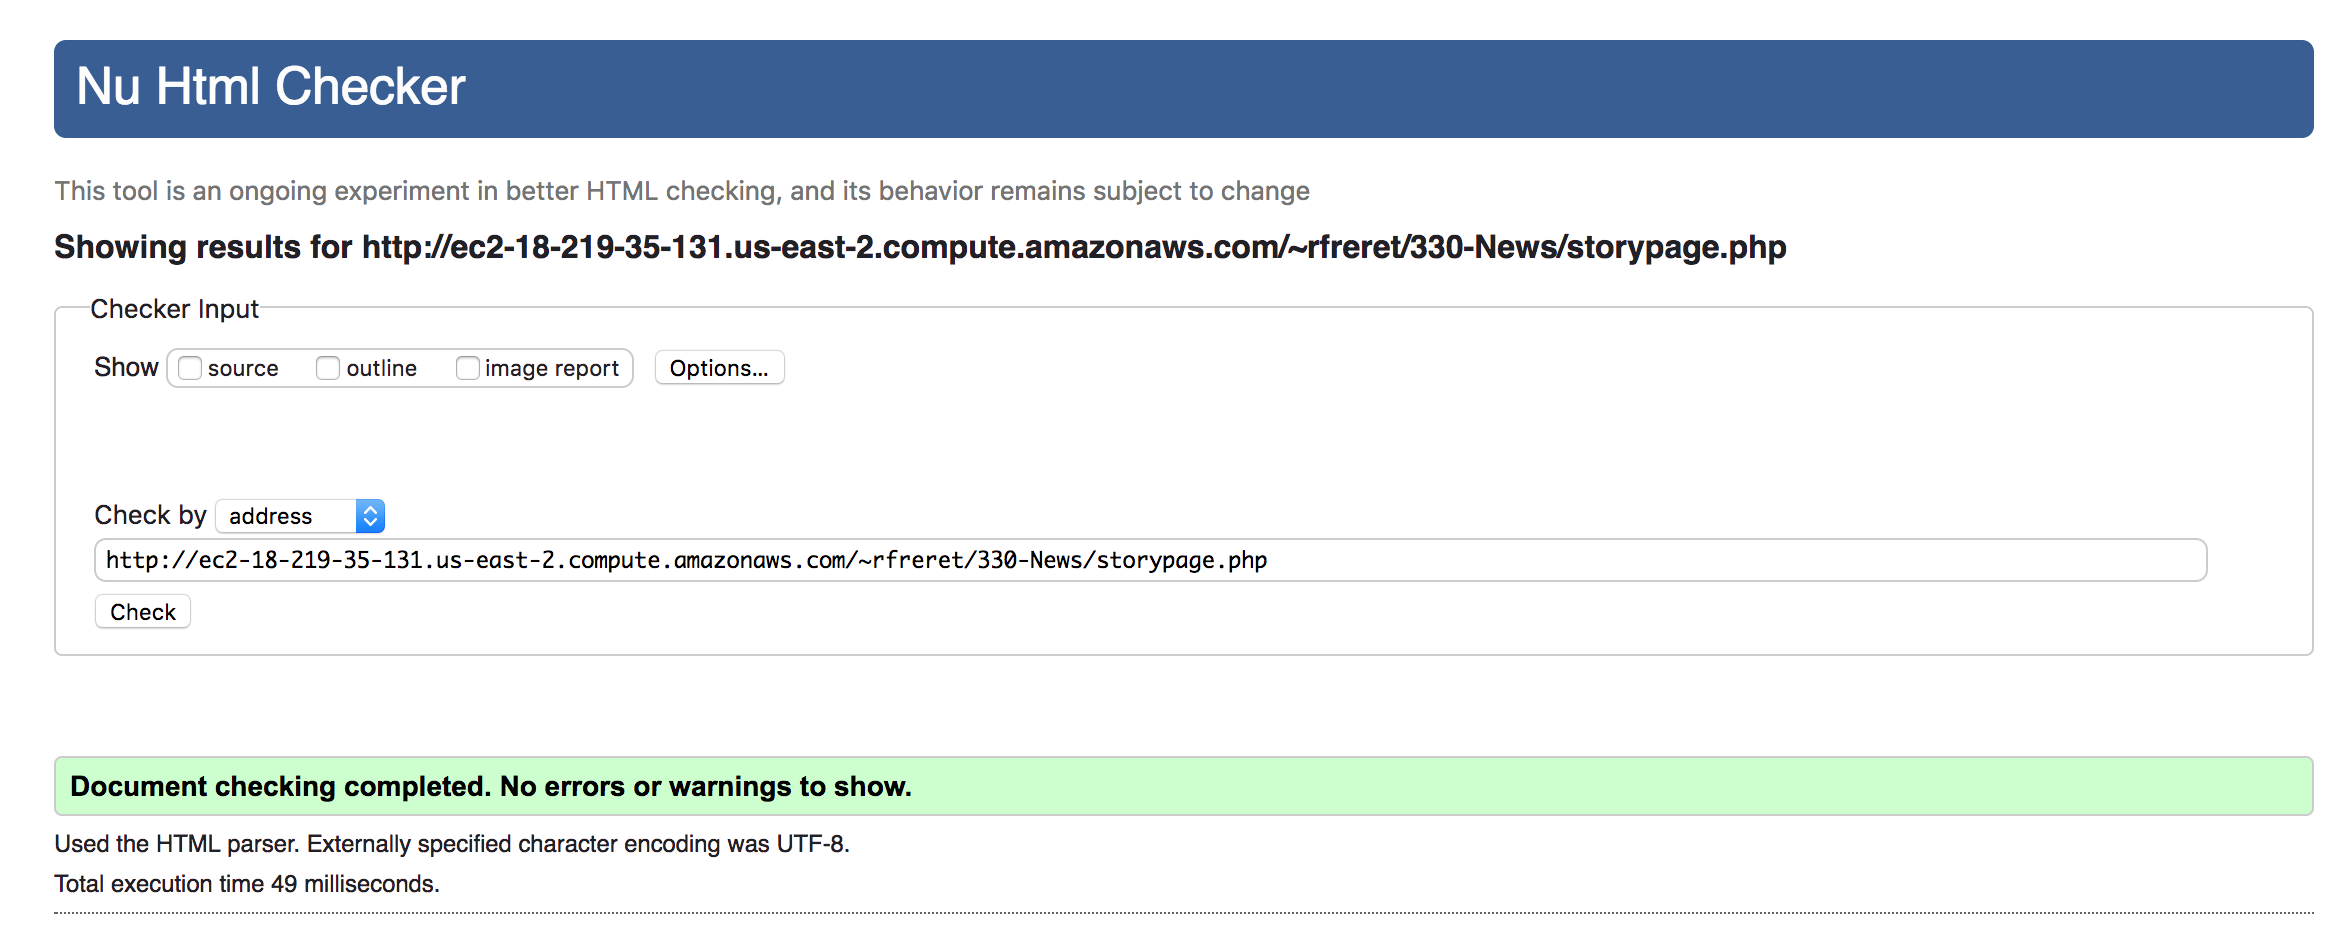 Nu Html Checker
This tool is an ongoing experiment in better HTML checking, and its behavior remains subject to change
Showing results for http://ec2-18-219-35-131.us-east-2.compute.amazonaws.com/~rfreret/330-News/storypage.php
Checker Input
Show source outline image report Options...
Check by address
http://ec2-18-219-35-131.us-east-2.compute.amazonaws.com/~rfreret/330-News/storypage.php
Check
Document checking completed. No errors or warnings to show.
Used the HTML parser. Externally specified character encoding was UTF-8.
Total execution time 49 milliseconds.